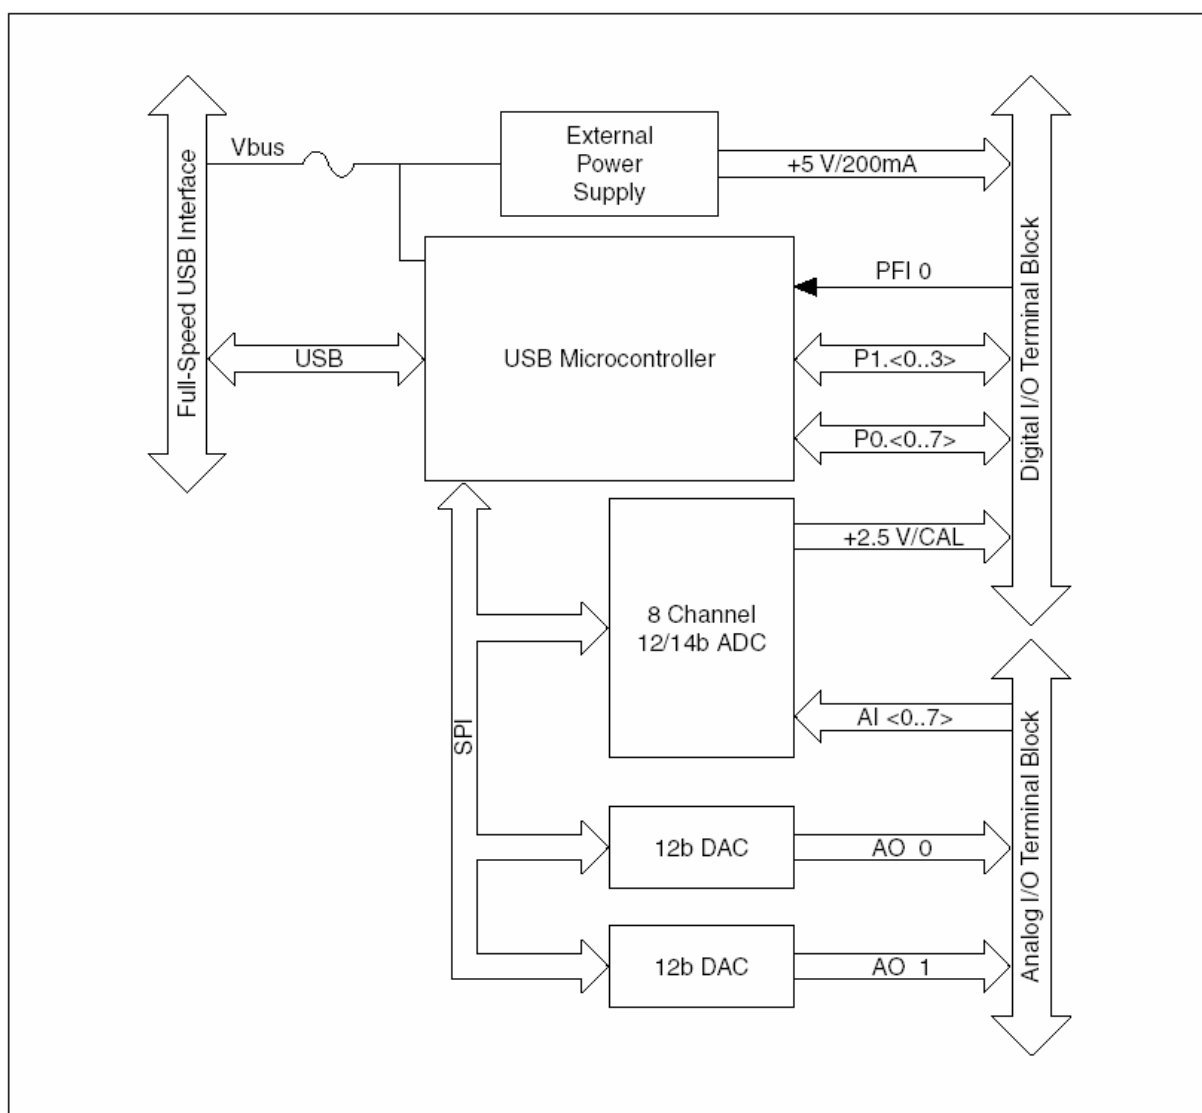 Vbus
External
Power
Supply
+5 V/200mA
Full-Speed USB Interface
PFI 0
USB
USB Microcontroller
P1.<0..3>
P0.<0..7>
Digital I/O Terminal Block
+2.5 V/CAL
8 Channel
12/14b ADC
SPI
AI <0..7>
12b DAC
AO 0
12b DAC
AO 1
Analog I/O Terminal Block